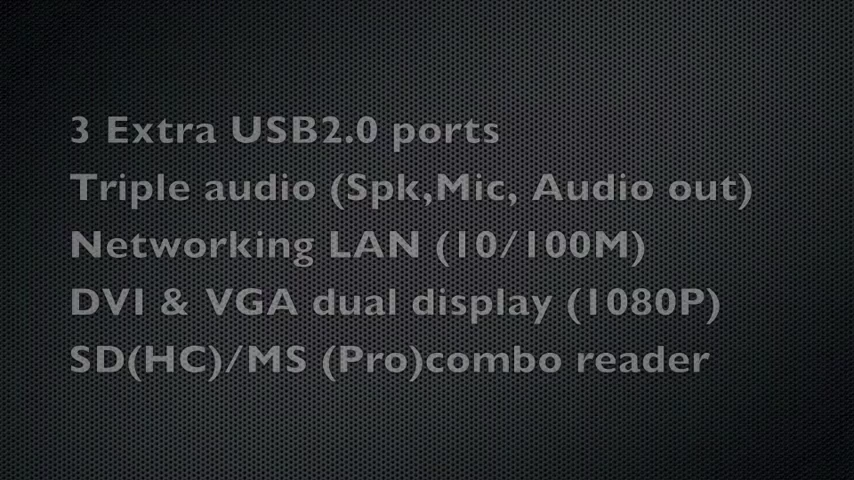 3 Extra USB2.0 ports
Triple audio (Spk,Mic, Audio out)
Networking LAN (10/100M)
DVI & VGA dual display (1080P)
SD(HC)/MS (Pro)combo reader